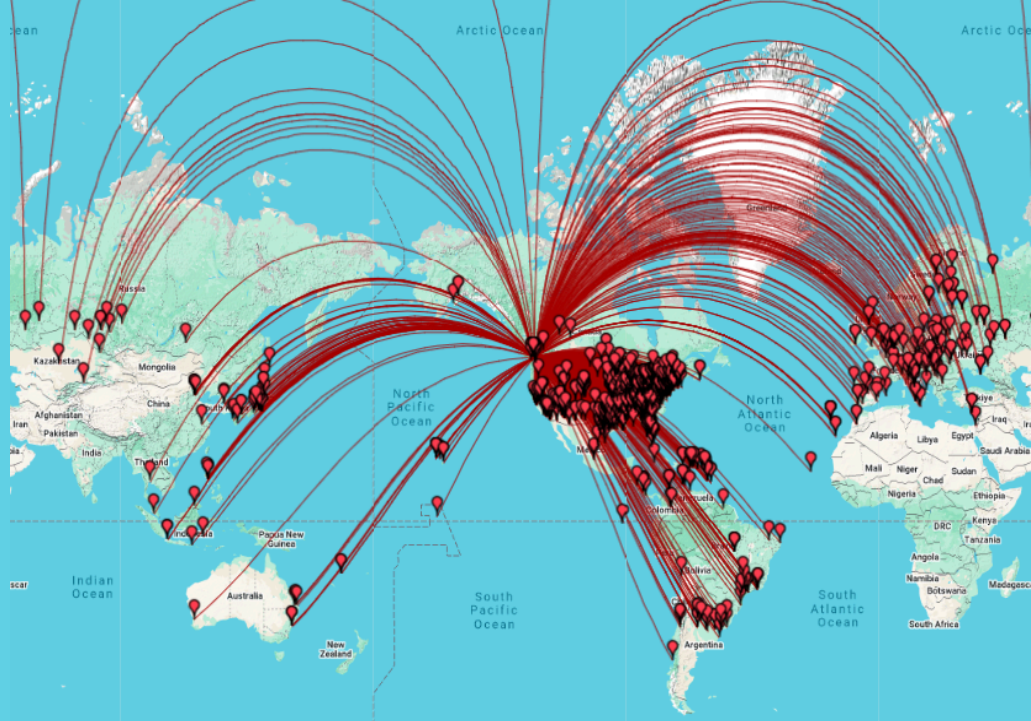 ean
Arctic Ocean
Arctic Oce
Greenland
Russia
Norway
Kazakhstan
Mongolia
China
North
Pacific
Ocean
North
Atlantic
Ocean
Afghanistan
Iran
Pakistan
India
Thailand
Algeria
Libya
Egypt
Iraq
Saudi Arabia
Mali
Niger
Chad
Sudan
Nigeria
Ethiopia
Venezuela
Colombia
DRC
Kenya
Tanzania
Papua New
Guinea
Indian
Ocean
Australia
Bolivia
Angola
Namibia
Botswana
Madagasc
scar
South
Pacific
Ocean
South
Atlantic
Ocean
South Africa
New
Zealand
Argentina